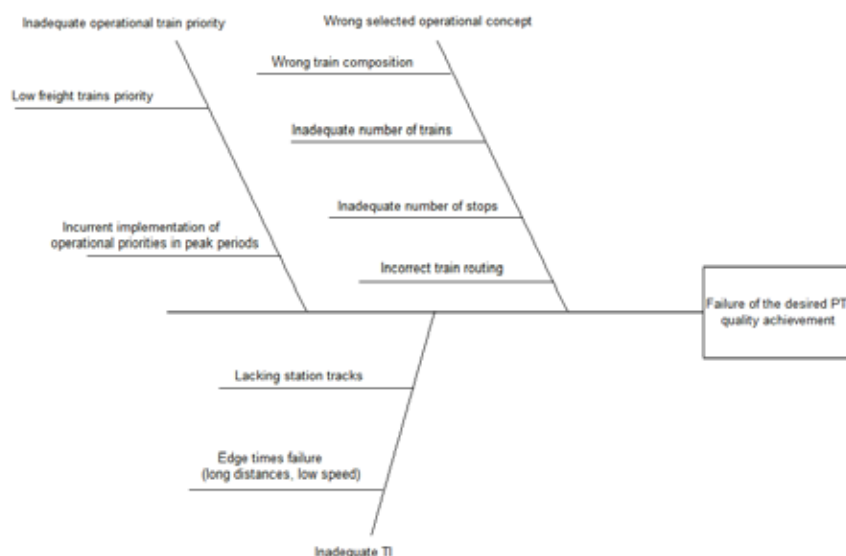 Inadequate operational train priority
Wrong selected operational concept
Wrong train composition
Low freight trains priority
Inadequate number of trains
Inadequate number of stops
Incurrent implementation of
operational priorities in peak periods
Incorrect train routing
Failure of the desired PT
quality achievement
Lacking station tracks
Edge times failure
(long distances, low speed)
Inadequate TI